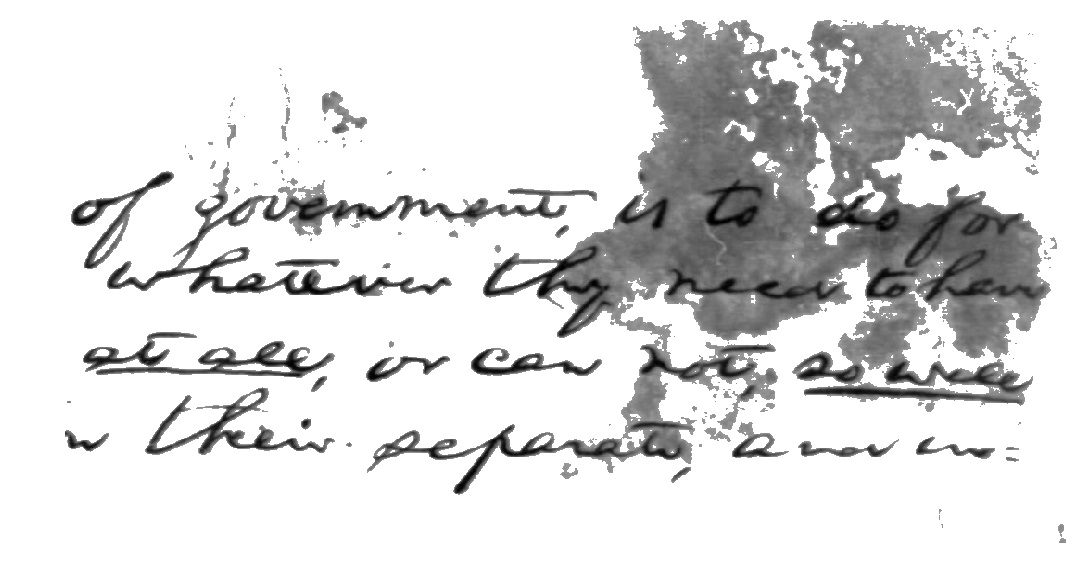 of government, is to do for
whatever they need to have
at all, or can not, so well
n their separate, and in=